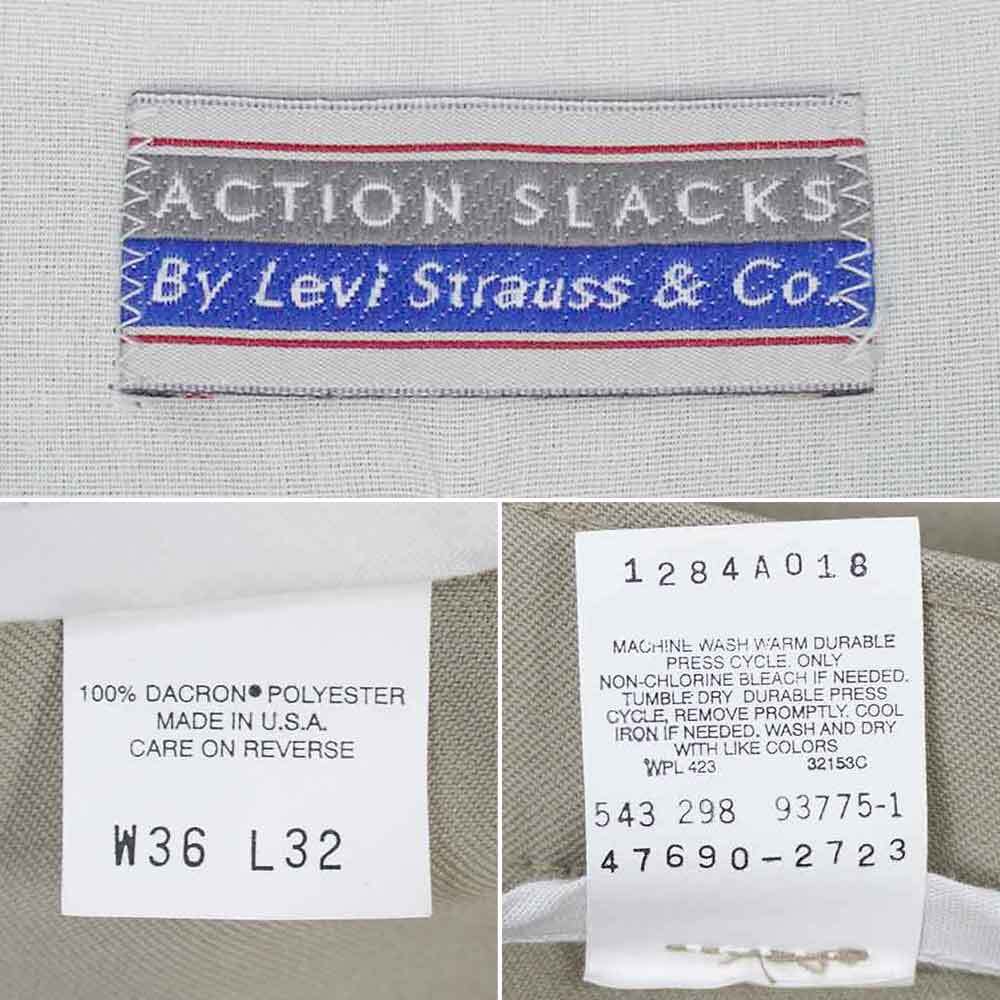 ACTION SLACKS
By Levi Strauss & Co.
100% DACRON® POLYESTER
MADE IN U.S.A.
CARE ON REVERSE
W36 L32
1284A018
MACHINE WASH WARM DURABLE
PRESS CYCLE. ONLY
NON-CHLORINE BLEACH IF NEEDED.
TUMBLE DRY DURABLE PRESS
CYCLE, REMOVE PROMPTLY, COOL
IRON IF NEEDED. WASH AND DRY
WITH LIKE COLORS
WPL 423 32153C
543 298 93775-1
47690-2723